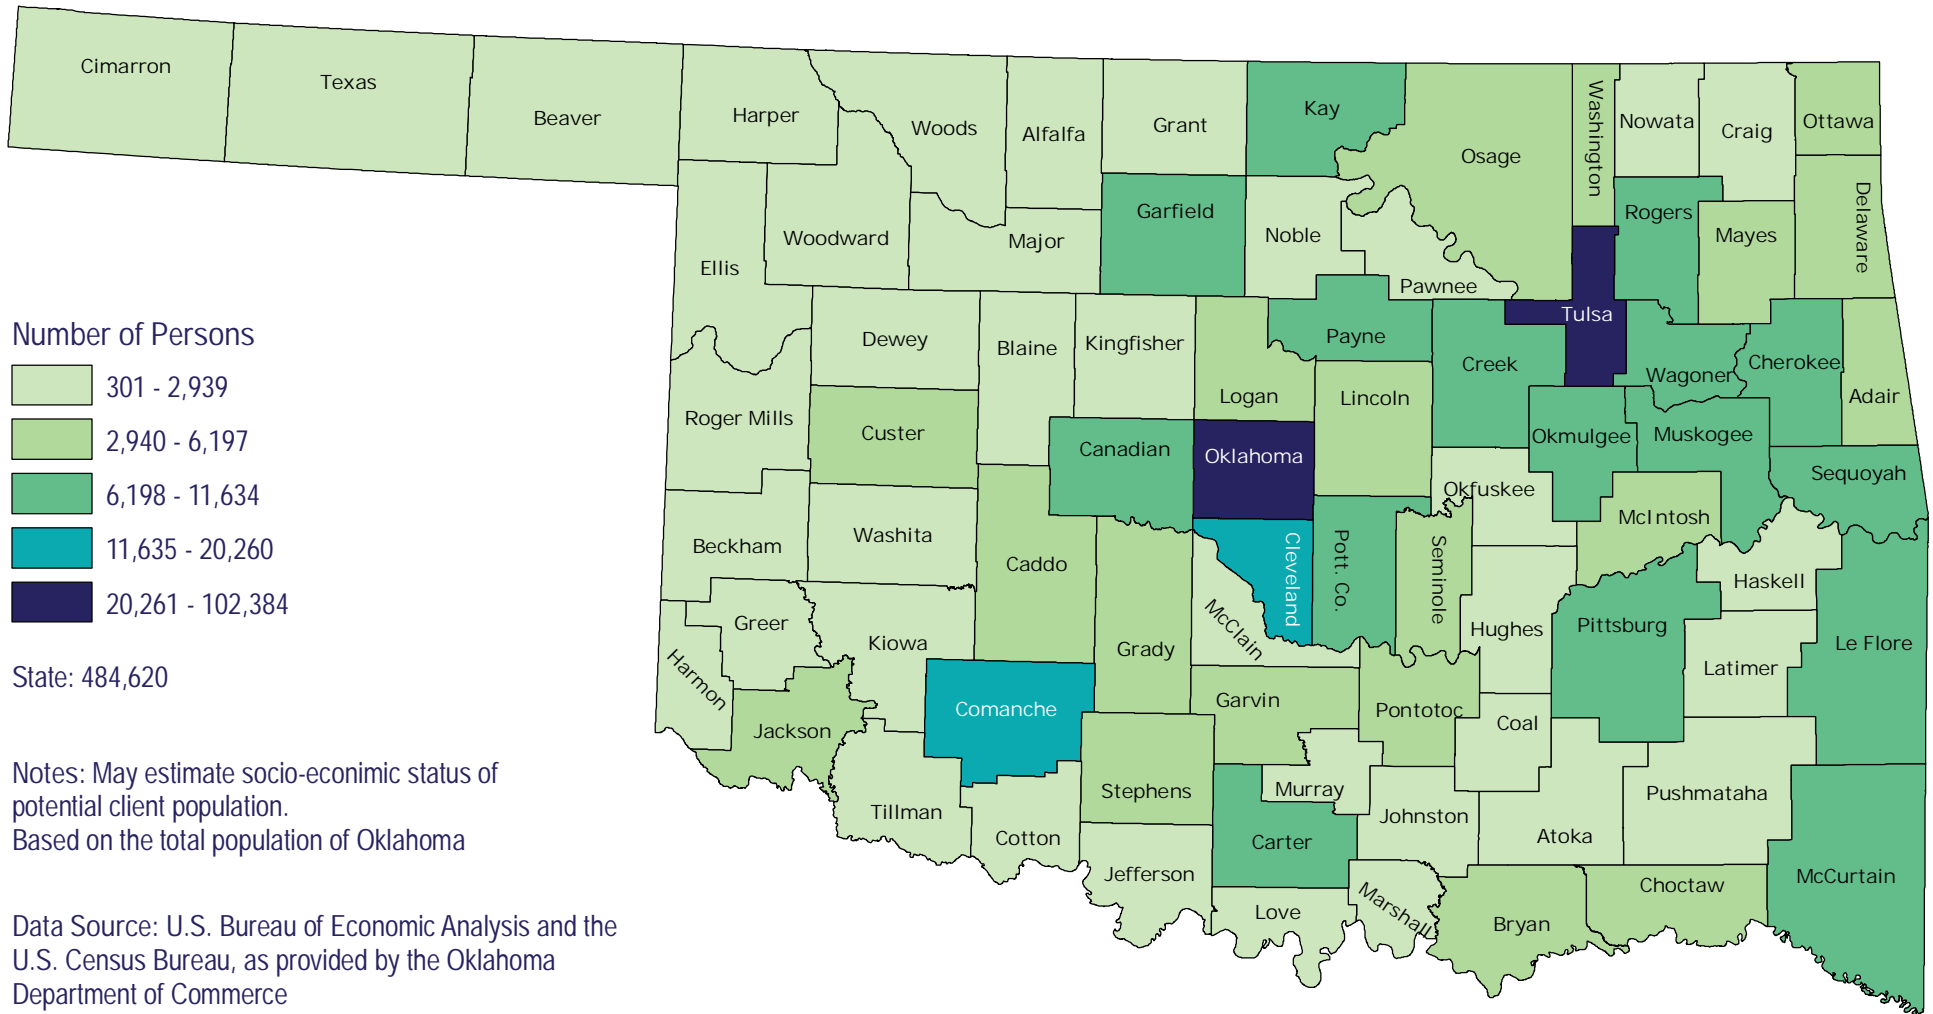 Cimarron
Texas
Beaver
Harper
Woods
Alfalfa
Grant
Kay
Osage
Washington
Nowata
Craig
Ottawa
Delaware
Ellis
Woodward
Major
Garfield
Noble
Pawnee
Rogers
Mayes
Tulsa
Dewey
Blaine
Kingfisher
Logan
Payne
Lincoln
Creek
Wagoner
Cherokee
Adair
Roger Mills
Custer
Canadian
Oklahoma
Okfuskee
Okmulgee
Muskogee
Sequoyah
Beckham
Washita
Caddo
Grady
McClain
Cleveland
Pott. Co.
Seminole
Hughes
McIntosh
Haskell
Pittsburg
Latimer
Le Flore
Harmon
Greer
Kiowa
Jackson
Comanche
Tillman
Cotton
Stephens
Garvin
Pontotoc
Coal
Murray
Johnston
Atoka
Pushmataha
McCurtain
Jefferson
Carter
Love
Marshall
Bryan
Choctaw
Number of Persons
301 - 2,939
2,940 - 6,197
6,198 - 11,634
11,635 - 20,260
20,261 - 102,384
State: 484,620
Notes: May estimate socio-econimic status of
potential client population.
Based on the total population of Oklahoma
Data Source: U.S. Bureau of Economic Analysis and the
U.S. Census Bureau, as provided by the Oklahoma
Department of Commerce